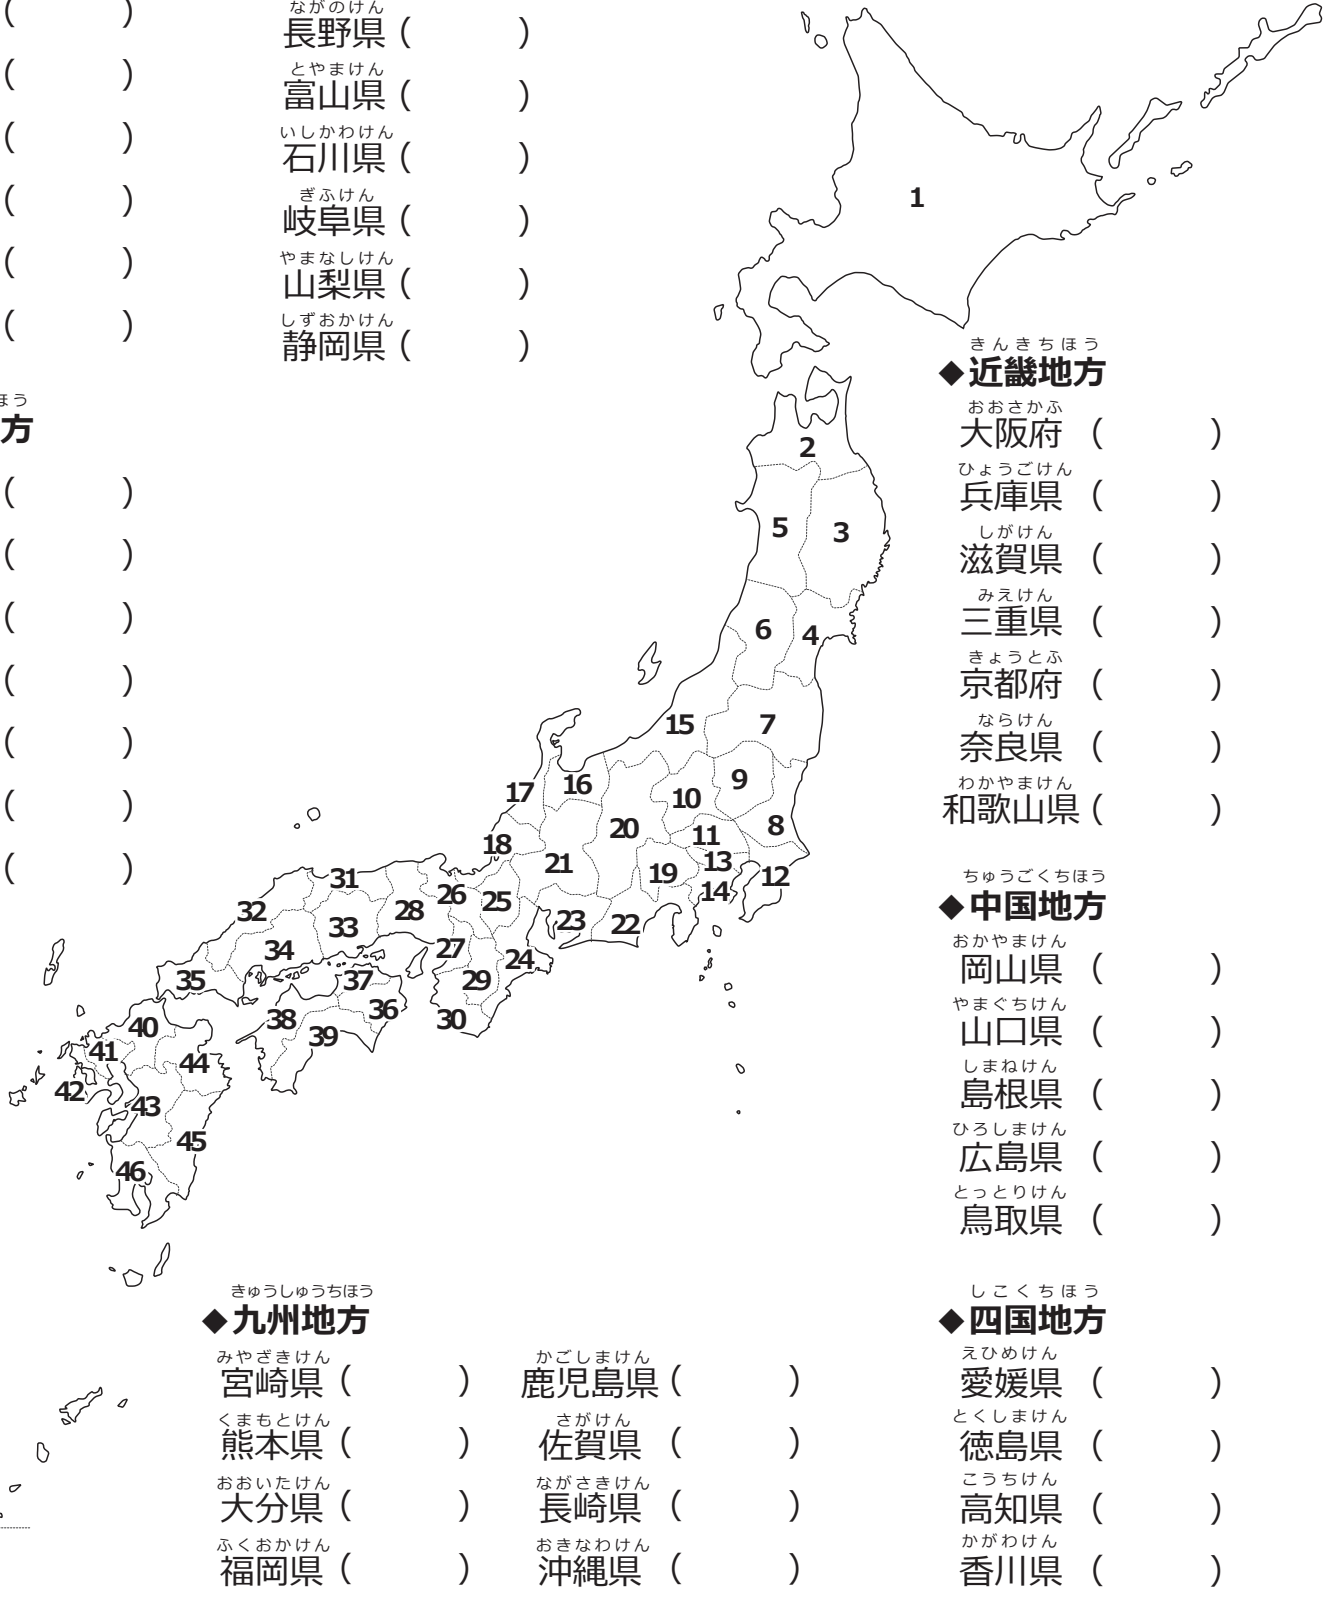 (　　　)
(　　　)
(　　　)
(　　　)
(　　　)
(　　　)
ほう
方
(　　　)
(　　　)
(　　　)
(　　　)
(　　　)
(　　　)
(　　　)
ながのけん
長野県 (　　　)
とやまけん
富山県 (　　　)
いしかわけん
石川県 (　　　)
ぎふけん
岐阜県 (　　　)
やまなしけん
山梨県 (　　　)
しずおかけん
静岡県 (　　　)
1
2
5
3
6
4
15
7
9
16
17
10
8
20
11
18
21
13
19
12
31
14
26
25
28
32
23
33
22
27
34
24
35
37
29
36
38
30
40
39
41
44
42
43
45
46
きんきちほう
◆近畿地方
おおさかふ
大阪府 (　　　)
ひょうごけん
兵庫県 (　　　)
しがけん
滋賀県 (　　　)
みえけん
三重県 (　　　)
きょうとふ
京都府 (　　　)
ならけん
奈良県 (　　　)
わかやまけん
和歌山県 (　　　)
ちゅうごくちほう
◆中国地方
おかやまけん
岡山県 (　　　)
やまぐちけん
山口県 (　　　)
しまねけん
島根県 (　　　)
ひろしまけん
広島県 (　　　)
とっとりけん
鳥取県 (　　　)
きゅうしゅうちほう
◆九州地方
みやざきけん
宮崎県 (　　　)
くまもとけん
熊本県 (　　　)
おおいたけん
大分県 (　　　)
ふくおかけん
福岡県 (　　　)
かごしまけん
鹿児島県 (　　　)
さがけん
佐賀県 (　　　)
ながさきけん
長崎県 (　　　)
おきなわけん
沖縄県 (　　　)
しこくちほう
◆四国地方
えひめけん
愛媛県 (　　　)
とくしまけん
徳島県 (　　　)
こうちけん
高知県 (　　　)
かがわけん
香川県 (　　　)